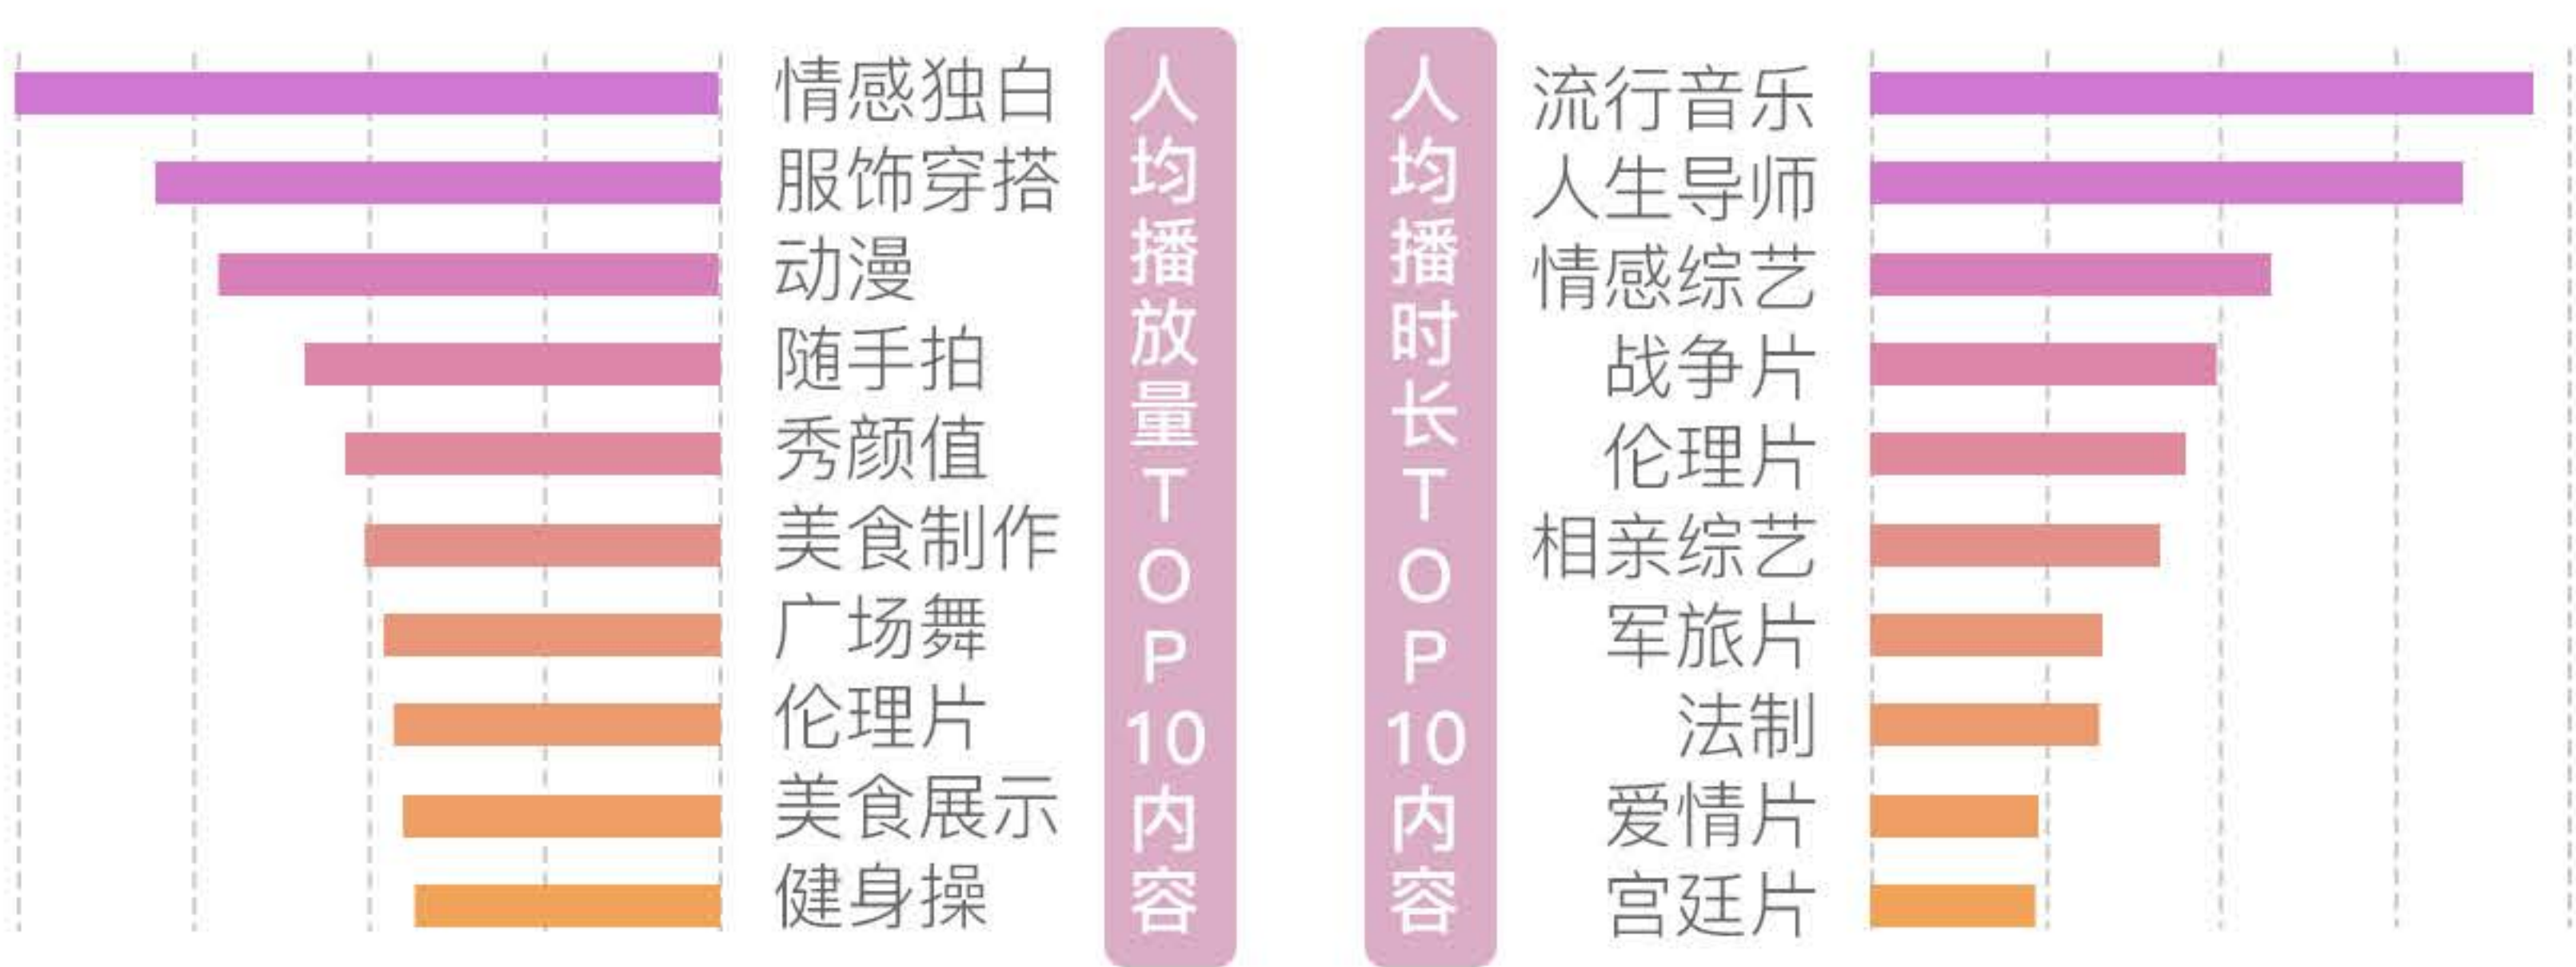 情感独白
服饰穿搭
动漫
随手拍
秀颜值
美食制作
广场舞
伦理片
美食展示
健身操
人均播放量TOP10内容
人均播时长TOP10内容
流行音乐
人生导师
情感综艺
战争片
伦理片
相亲综艺
军旅片
法制
爱情片
宫廷片